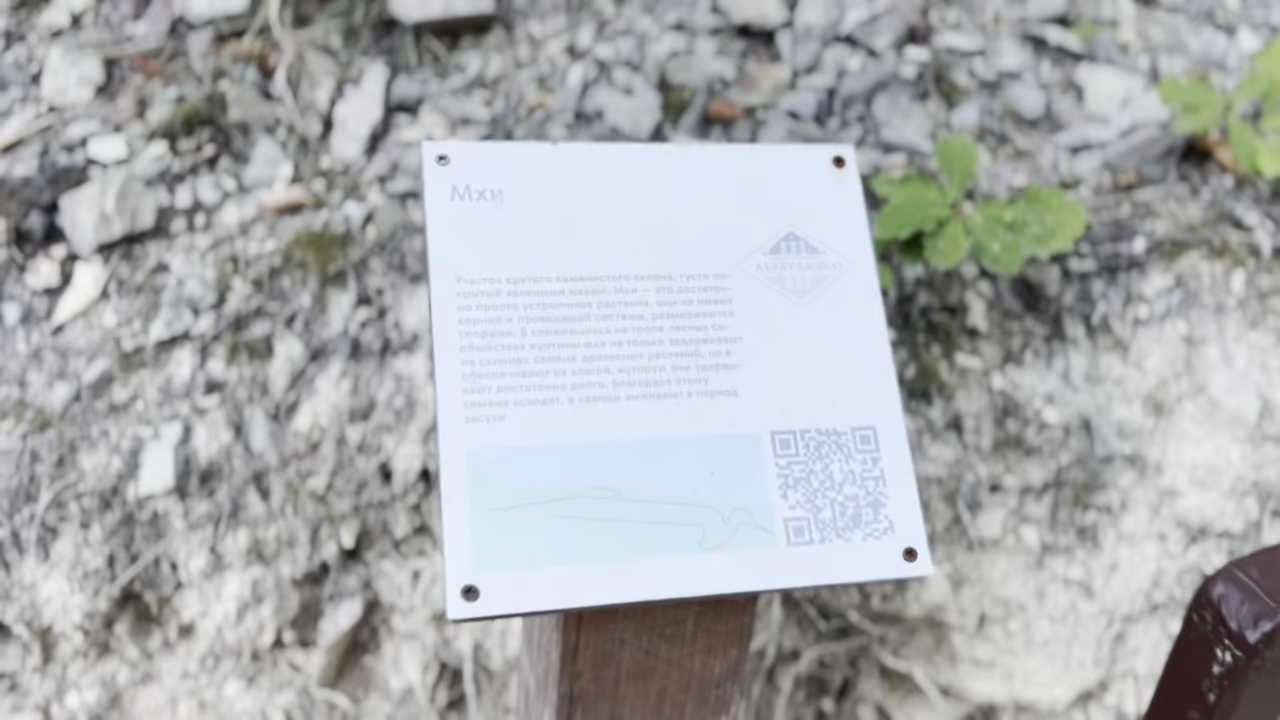 Мхи
АБРАУ-ДЮРСО
Участок крутого каменистого склона, густо по-
крытый зелеными мхами. Мхи — это достаточ-
но просто устроенные растения, они не имеют
корней и проводящей системы, размножаются
спорами. В сложившихся на тропе лесных со-
обществах куртины мха не только задерживают
на склонах семена древесных растений, но и
обеспечивают их влагой, которую они удержи-
вают достаточно долго. Благодаря этому
семена всходят, а сеянцы выживают в период
засухи.